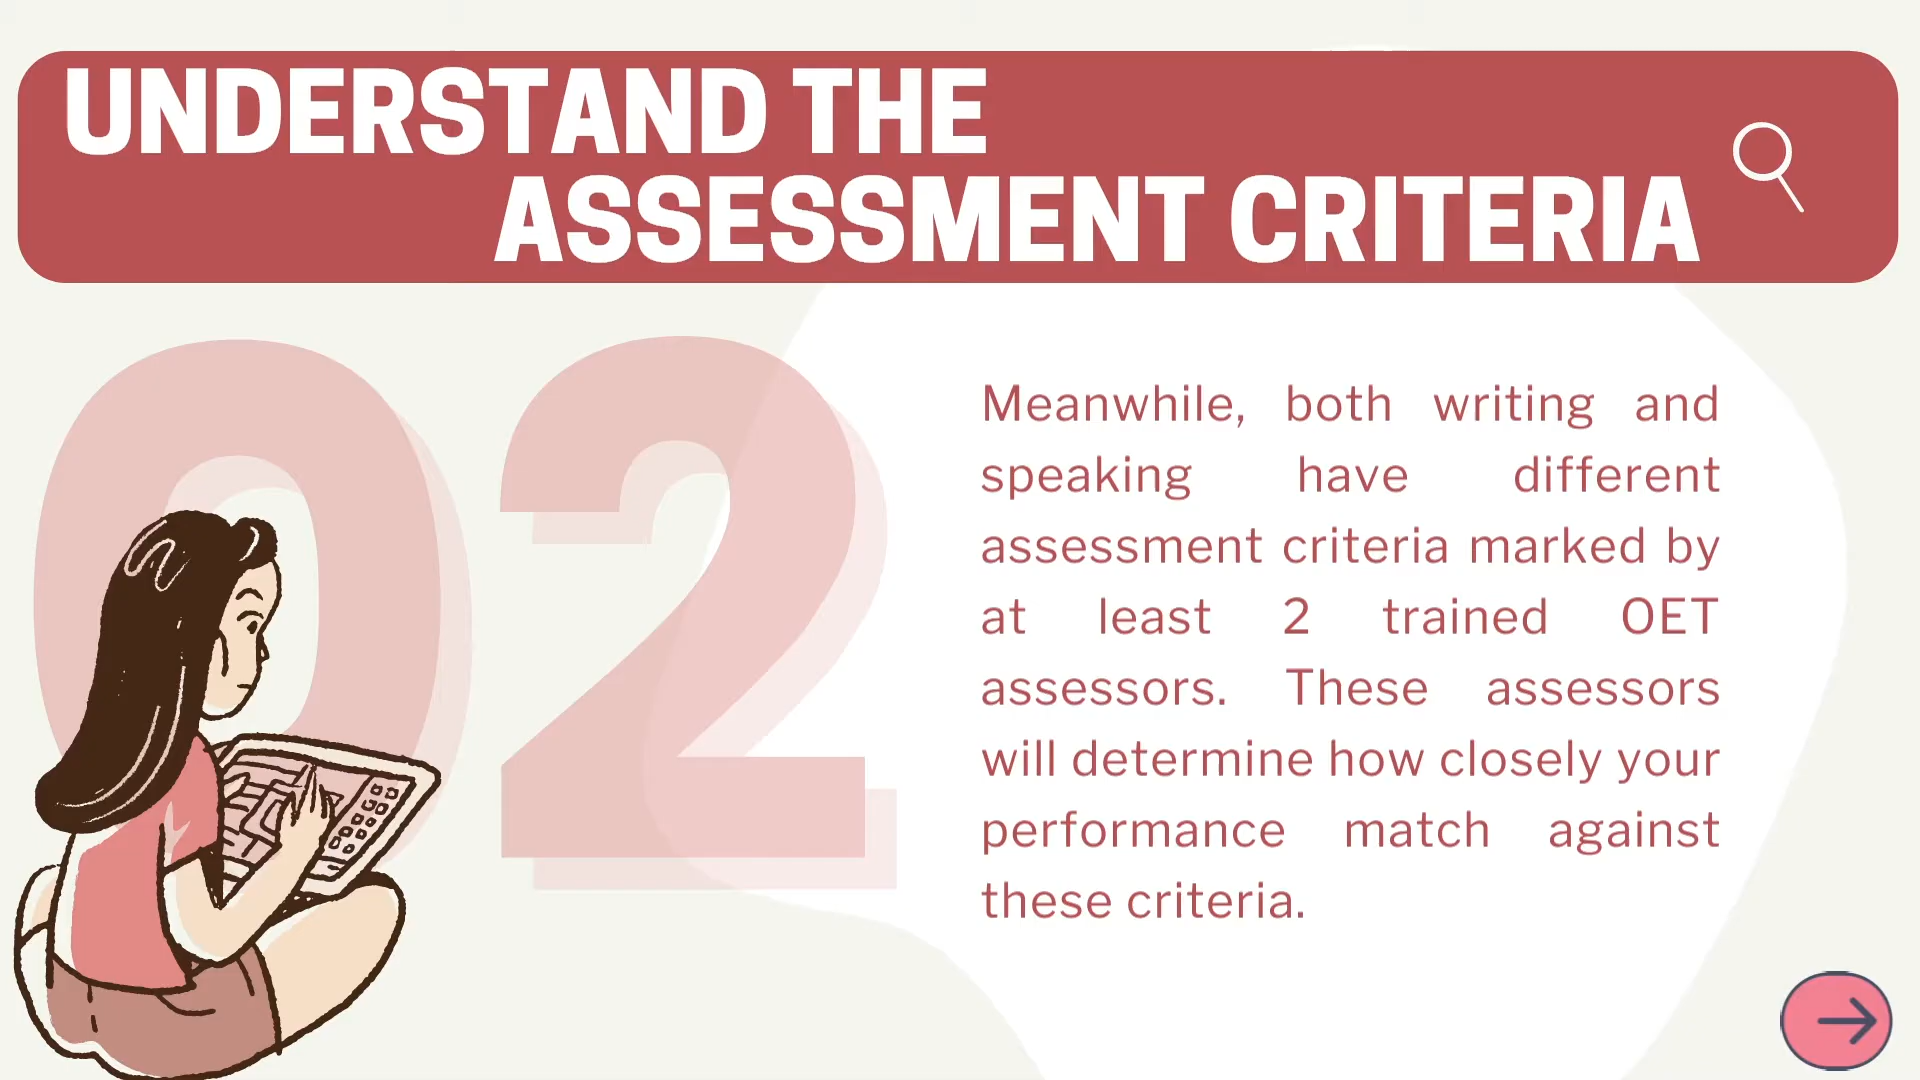 UNDERSTAND THE
ASSESSMENT CRITERIA
02
Meanwhile, both writing and
speaking have different
assessment criteria marked by
at least 2 trained OET
assessors. These assessors
will determine how closely your
performance match against
these criteria.